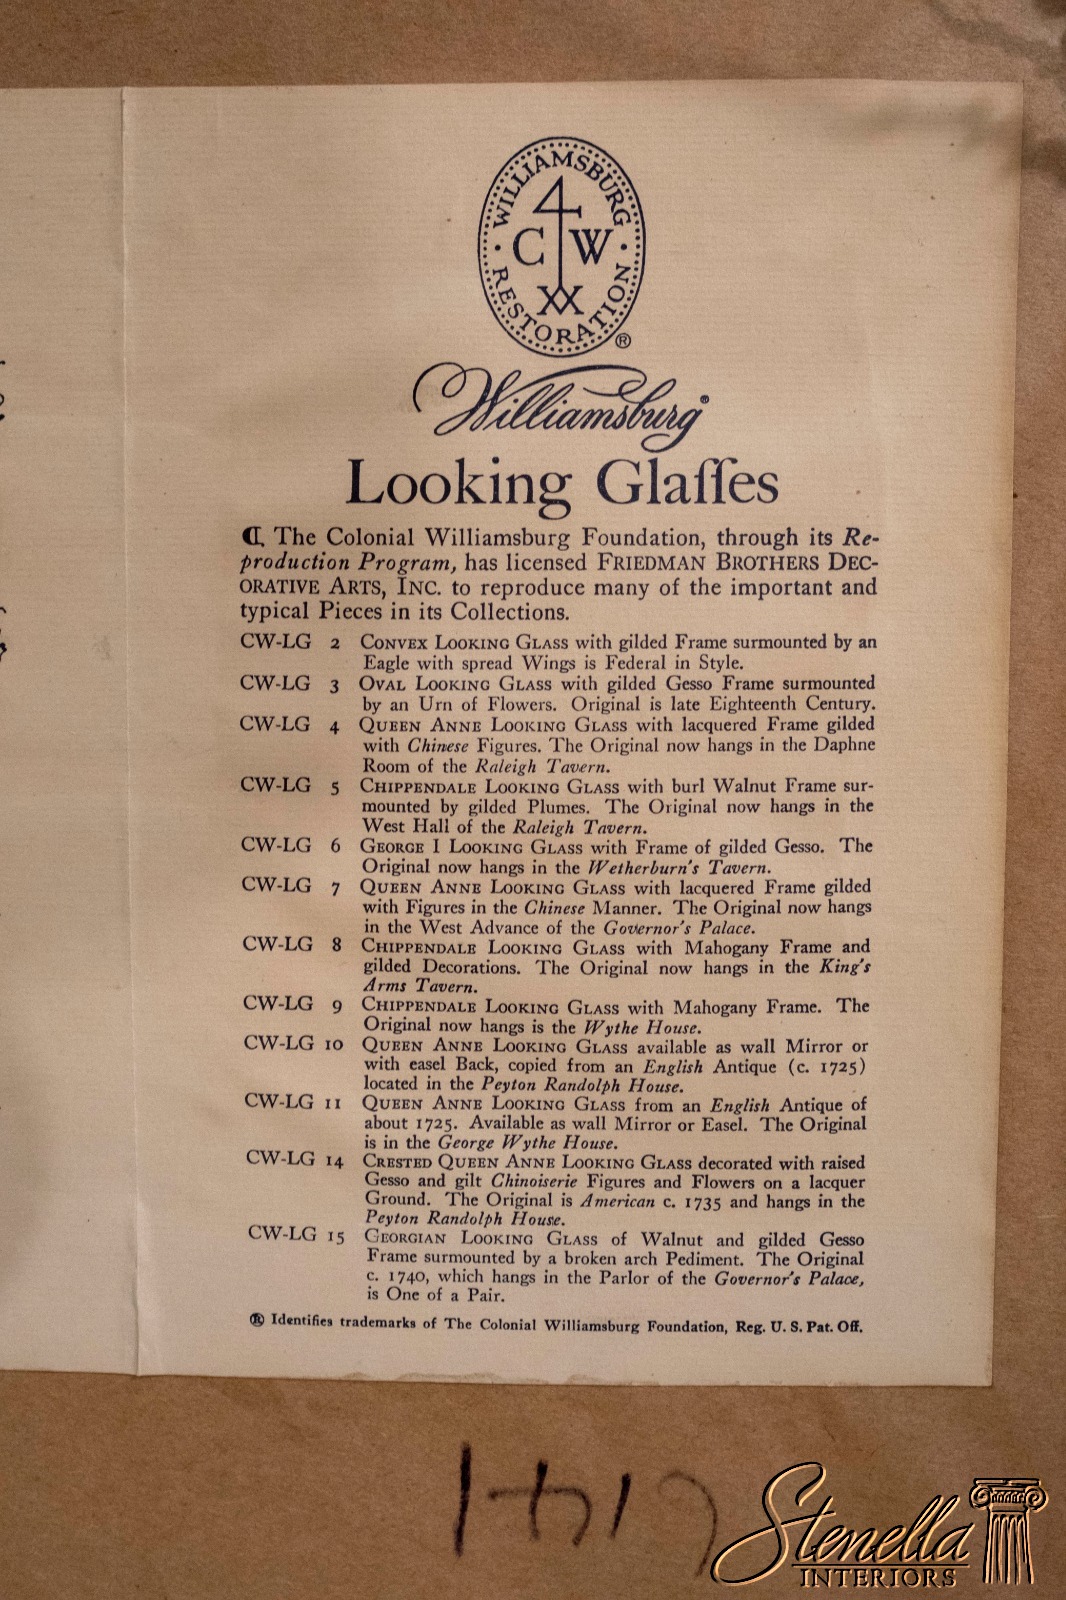 WILLIAMSBURG
C W
RESTORATION
®
Williamsburg®
Looking Glaſſes
The Colonial Williamsburg Foundation, through its Re-
production Program, has licensed FRIEDMAN BROTHERS DEC-
ORATIVE ARTS, INC. to reproduce many of the important and
typical Pieces in its Collections.
CW-LG 2 CONVEX LOOKING GLASS with gilded Frame surmounted by an
Eagle with spread Wings is Federal in Style.
CW-LG 3 OVAL LOOKING GLASS with gilded Gesso Frame surmounted
by an Urn of Flowers. Original is late Eighteenth Century.
CW-LG 4 QUEEN ANNE LOOKING GLASS with lacquered Frame gilded
with Chinese Figures. The Original now hangs in the Daphne
Room of the Raleigh Tavern.
CW-LG 5 CHIPPENDALE LOOKING GLASS with burl Walnut Frame sur-
mounted by gilded Plumes. The Original now hangs in the
West Hall of the Raleigh Tavern.
CW-LG 6 GEORGE I LOOKING GLASS with Frame of gilded Gesso. The
Original now hangs in the Wetherburn's Tavern.
CW-LG 7 QUEEN ANNE LOOKING GLASS with lacquered Frame gilded
with Figures in the Chinese Manner. The Original now hangs
in the West Advance of the Governor's Palace.
CW-LG 8 CHIPPENDALE LOOKING GLASS with Mahogany Frame and
gilded Decorations. The Original now hangs in the King's
Arms Tavern.
CW-LG 9 CHIPPENDALE LOOKING GLASS with Mahogany Frame. The
Original now hangs is the Wythe House.
CW-LG 10 QUEEN ANNE LOOKING GLASS available as wall Mirror or
with easel Back, copied from an English Antique (c. 1725)
located in the Peyton Randolph House.
CW-LG 11 QUEEN ANNE LOOKING GLASS from an English Antique of
about 1725. Available as wall Mirror or Easel. The Original
is in the George Wythe House.
CW-LG 14 CRESTED QUEEN ANNE LOOKING GLASS decorated with raised
Gesso and gilt Chinoiserie Figures and Flowers on a lacquer
Ground. The Original is American c. 1735 and hangs in the
Peyton Randolph House.
CW-LG 15 GEORGIAN LOOKING GLASS of Walnut and gilded Gesso
Frame surmounted by a broken arch Pediment. The Original
c. 1740, which hangs in the Parlor of the Governor's Palace,
is One of a Pair.
® Identifies trademarks of The Colonial Williamsburg Foundation, Reg. U. S. Pat. Off.
Stenella
INTERIORS